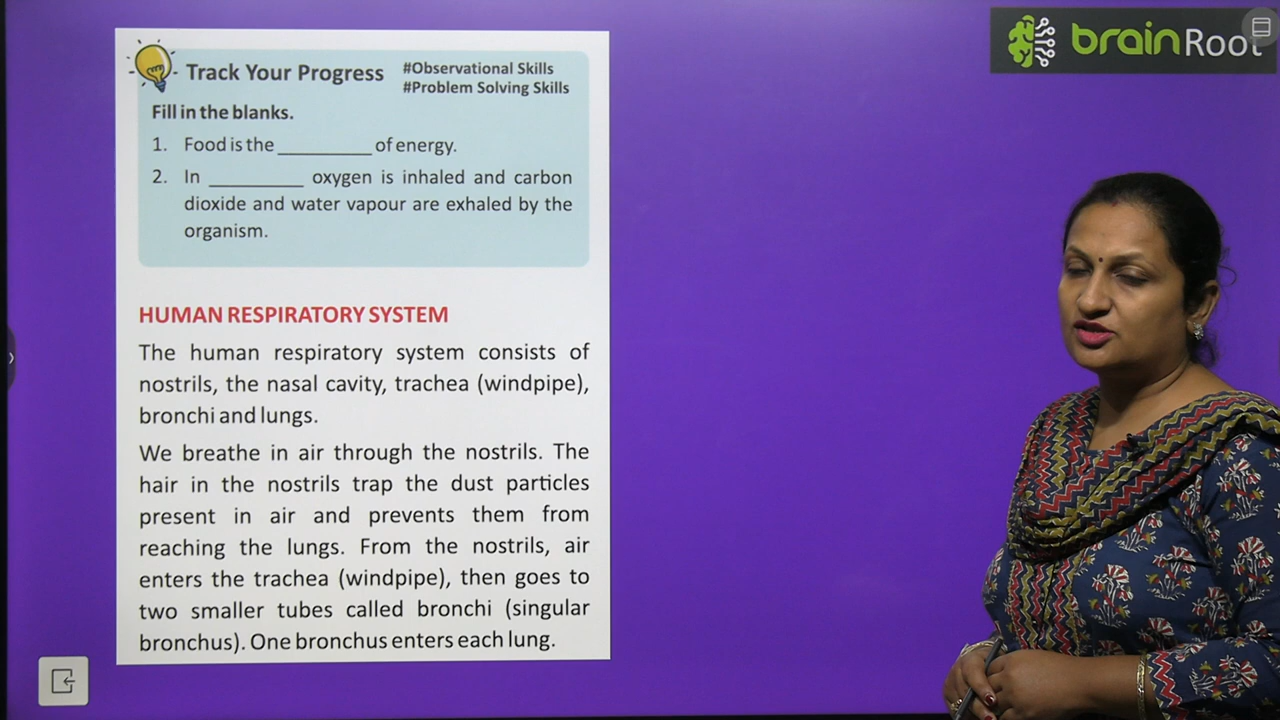 brainRoot
Track Your Progress
#Observational Skills
#Problem Solving Skills
Fill in the blanks.
1. Food is the __________ of energy.
2. In __________ oxygen is inhaled and carbon
dioxide and water vapour are exhaled by the
organism.
HUMAN RESPIRATORY SYSTEM
The human respiratory system consists of
nostrils, the nasal cavity, trachea (windpipe),
bronchi and lungs.
We breathe in air through the nostrils. The
hair in the nostrils trap the dust particles
present in air and prevents them from
reaching the lungs. From the nostrils, air
enters the trachea (windpipe), then goes to
two smaller tubes called bronchi (singular
bronchus). One bronchus enters each lung.